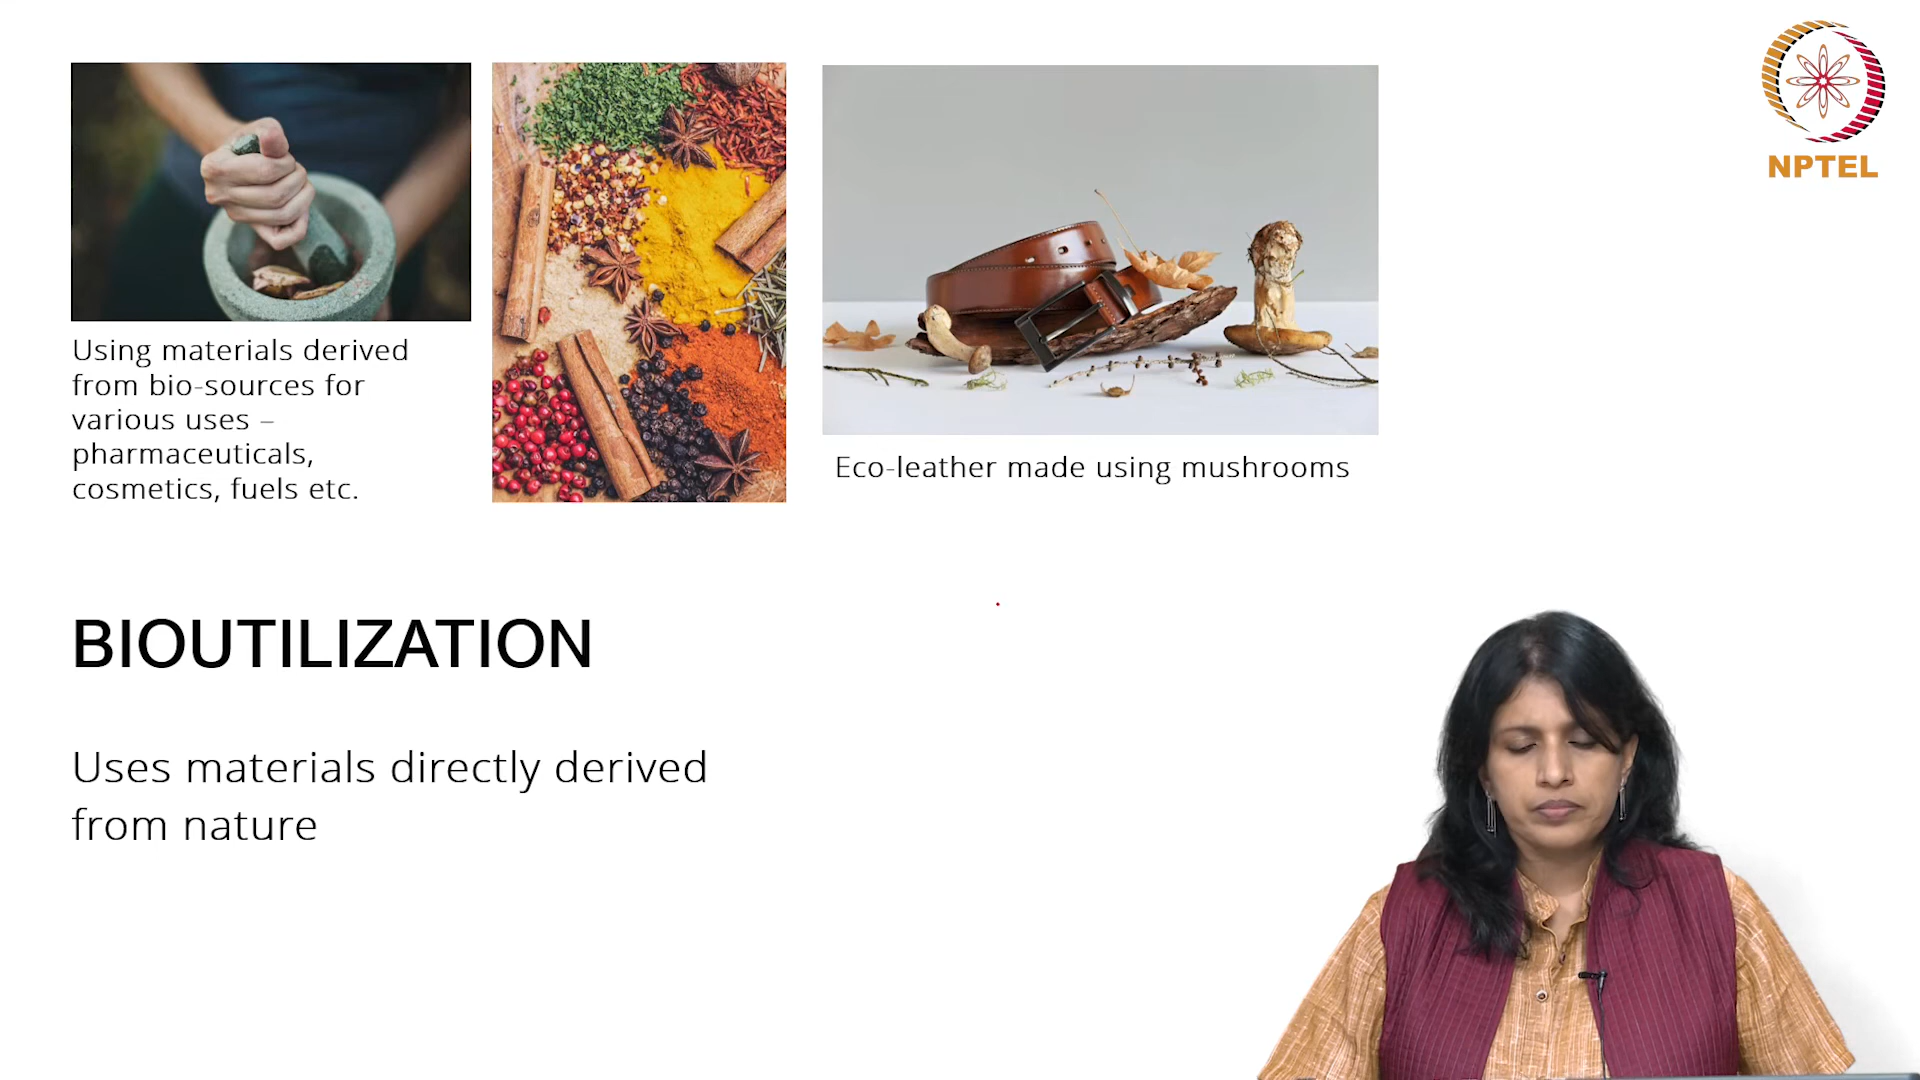 NPTEL
Using materials derived
from bio-sources for
various uses –
pharmaceuticals,
cosmetics, fuels etc.
Eco-leather made using mushrooms
BIOUTILIZATION
Uses materials directly derived
from nature